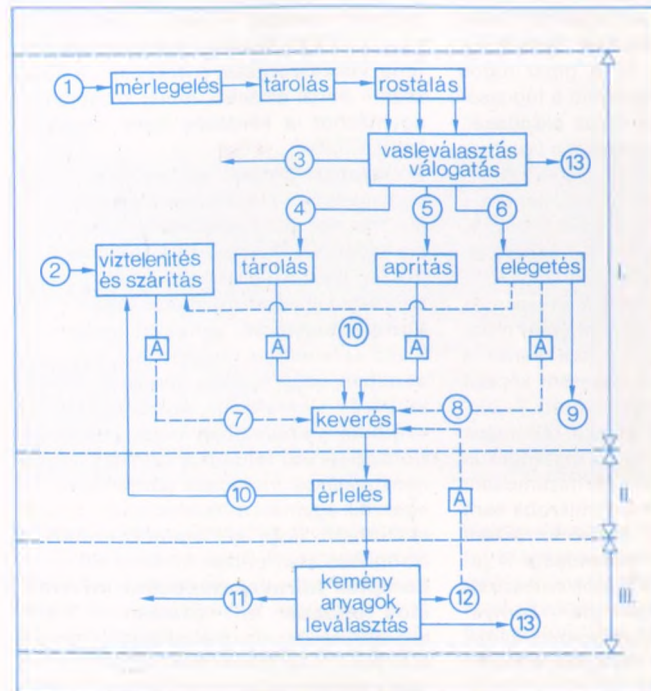 1 mérlegelés tárolás rostálás
3 vasleválasztás 13
válogatás
4 5 6
2 víztelenítés
és szárítás tárolás aprítás elégetés
I.
10
A A A A
7 keverés 8 9
10 érlelés A II.
11 kemény
anyagok,
leválasztás 12
13
III.